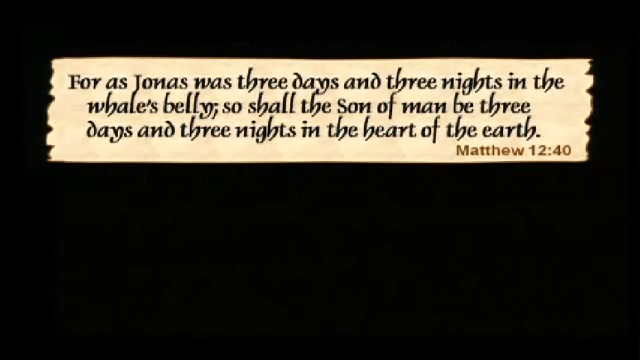 For as Jonas was three days and three nights in the
whale's belly; so shall the Son of man be three
days and three nights in the heart of the earth.
Matthew 12:40